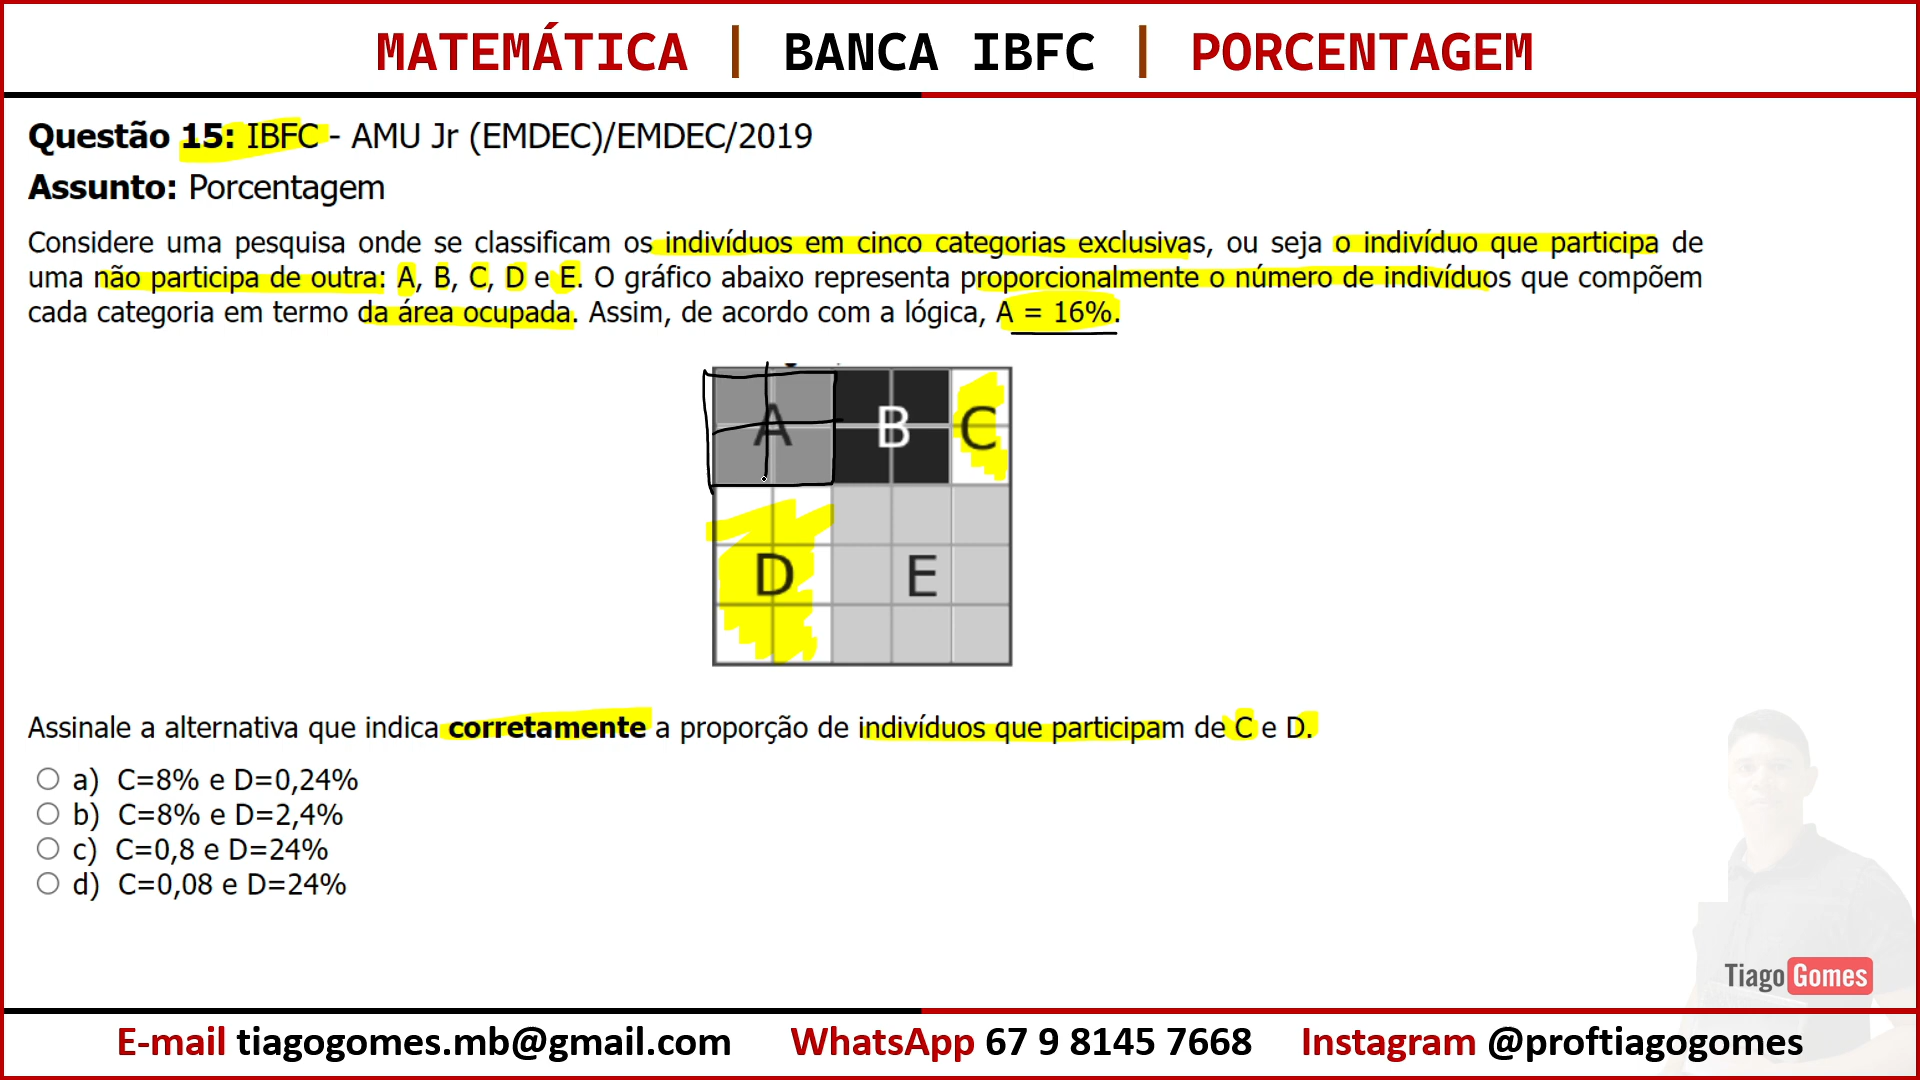 MATEMÁTICA | BANCA IBFC | PORCENTAGEM
Questão 15: IBFC - AMU Jr (EMDEC)/EMDEC/2019
Assunto: Porcentagem
Considere uma pesquisa onde se classificam os indivíduos em cinco categorias exclusivas, ou seja o indivíduo que participa de
uma não participa de outra: A, B, C, D e E. O gráfico abaixo representa proporcionalmente o número de indivíduos que compõem
cada categoria em termo da área ocupada. Assim, de acordo com a lógica, A = 16%.
A B C
D E
Assinale a alternativa que indica corretamente a proporção de indivíduos que participam de C e D.
a) C=8% e D=0,24%
b) C=8% e D=2,4%
c) C=0,8 e D=24%
d) C=0,08 e D=24%
Tiago Gomes
E-mail tiagogomes.mb@gmail.com WhatsApp 67 9 8145 7668 Instagram @proftiagogomes